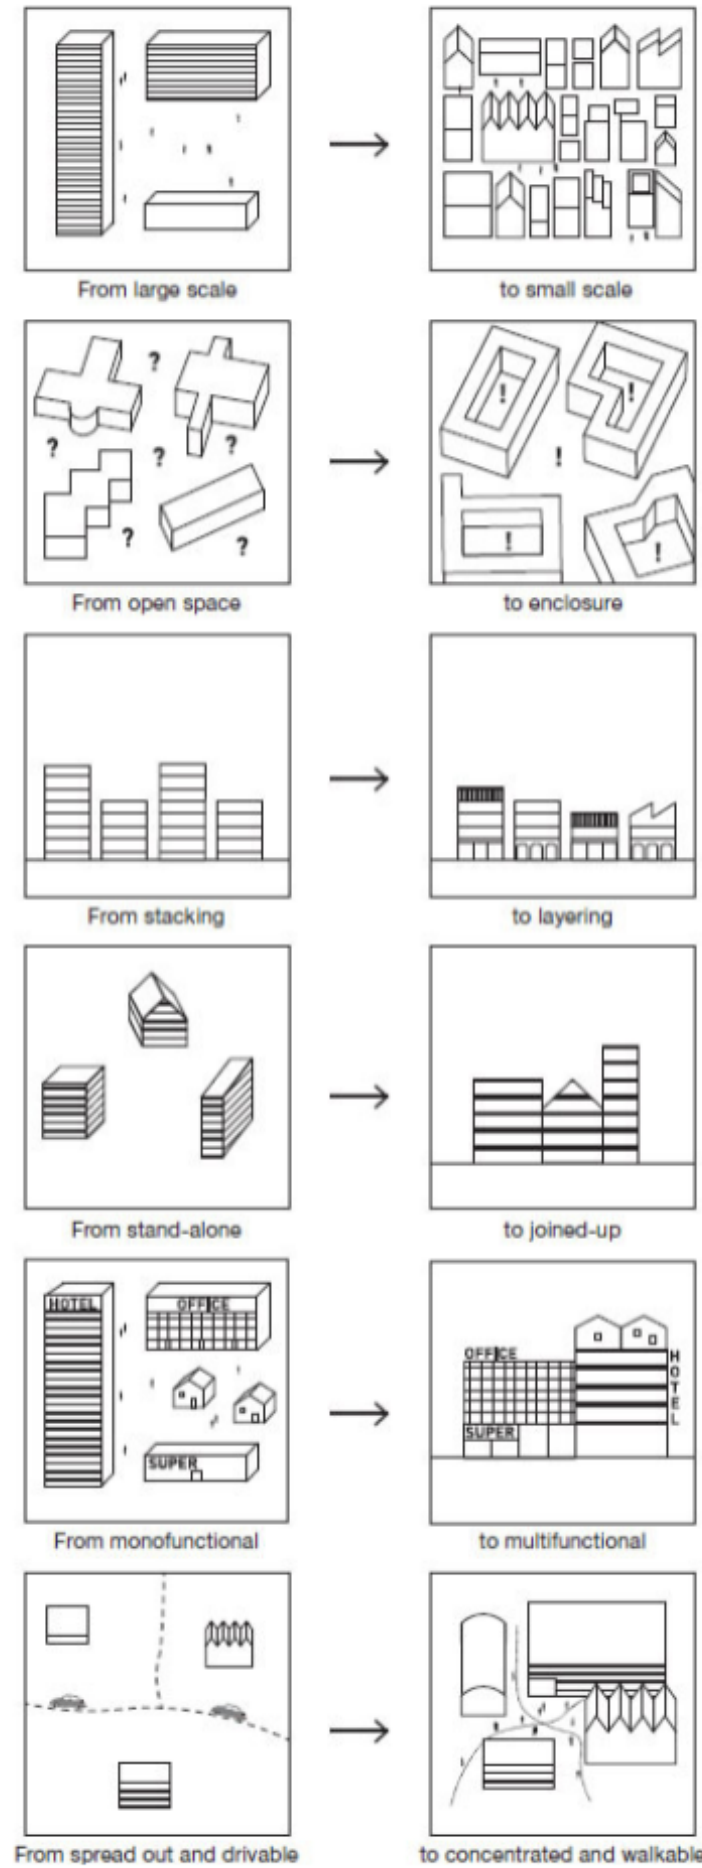 From large scale
to small scale
? ? ? ? ? ? ?
! ! ! ! !
From open space
to enclosure
From stacking
to layering
From stand-alone
to joined-up
HOTEL
OFFICE
SUPER
OFFICE
SUPER
HOTEL
From monofunctional
to multifunctional
From spread out and drivable
to concentrated and walkable